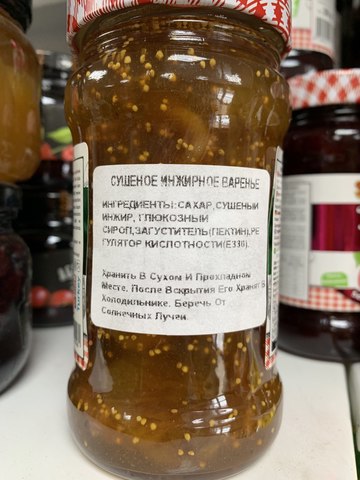 СУШЕНОЕ ИНЖИРНОЕ ВАРЕНЬЕ
ИНГРЕДИЕНТЫ:САХАР,СУШЕНЫЙ
ИНЖИР, ГЛЮКОЗНЫЙ
СИРОП,ЗАГУСТИТЕЛЬ(ПЕКТИН),РЕ
ГУЛЯТОР КИСЛОТНОСТИ(E330).
Хранить В Сухом И Прохладном
Месте. После Вскрытия Его Хранят В
Холодильнике. Беречь От
Солнечных Лучей.